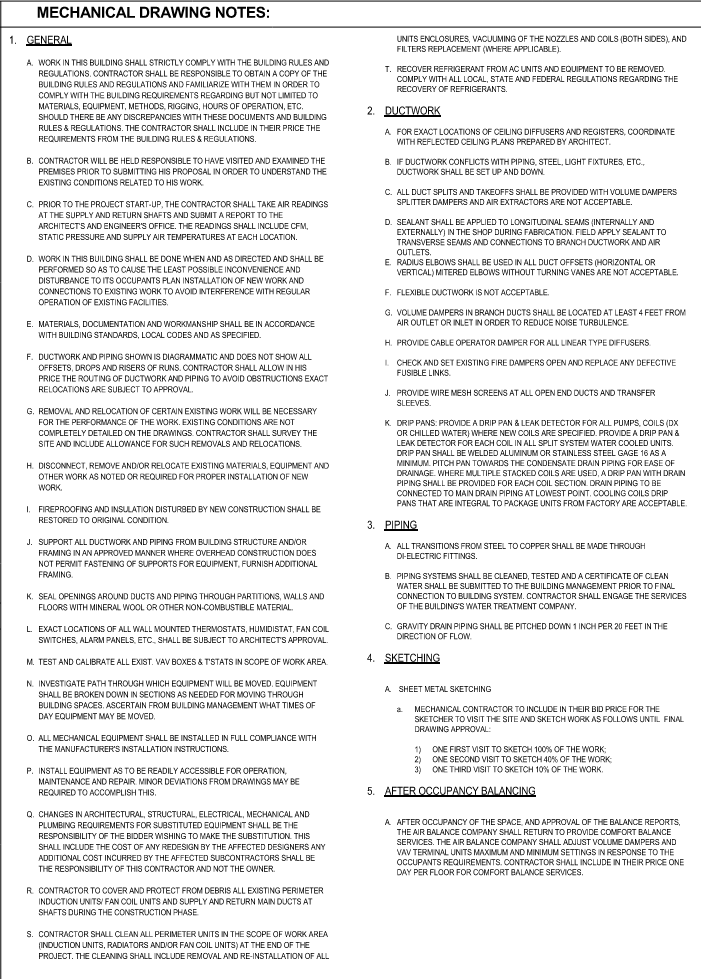 MECHANICAL DRAWING NOTES:
1. GENERAL
A. WORK IN THIS BUILDING SHALL STRICTLY COMPLY WITH THE BUILDING RULES AND
REGULATIONS. CONTRACTOR SHALL BE RESPONSIBLE TO OBTAIN A COPY OF THE
BUILDING RULES AND REGULATIONS AND FAMILIARIZE WITH THEM IN ORDER TO
COMPLY WITH THE BUILDING REQUIREMENTS REGARDING BUT NOT LIMITED TO
MATERIALS, EQUIPMENT, METHODS, RIGGING, HOURS OF OPERATION, ETC.
SHOULD THERE BE ANY DISCREPANCIES WITH THESE DOCUMENTS AND BUILDING
RULES & REGULATIONS. THE CONTRACTOR SHALL INCLUDE IN THEIR PRICE THE
REQUIREMENTS FROM THE BUILDING RULES & REGULATIONS.
B. CONTRACTOR WILL BE HELD RESPONSIBLE TO HAVE VISITED AND EXAMINED THE
PREMISES PRIOR TO SUBMITTING HIS PROPOSAL IN ORDER TO UNDERSTAND THE
EXISTING CONDITIONS RELATED TO HIS WORK.
C. PRIOR TO THE PROJECT START-UP, THE CONTRACTOR SHALL TAKE AIR READINGS
AT THE SUPPLY AND RETURN SHAFTS AND SUBMIT A REPORT TO THE
ARCHITECT'S AND ENGINEER'S OFFICE. THE READINGS SHALL INCLUDE CFM,
STATIC PRESSURE AND SUPPLY AIR TEMPERATURES AT EACH LOCATION.
D. WORK IN THIS BUILDING SHALL BE DONE WHEN AND AS DIRECTED AND SHALL BE
PERFORMED SO AS TO CAUSE THE LEAST POSSIBLE INCONVENIENCE AND
DISTURBANCE TO ITS OCCUPANTS PLAN INSTALLATION OF NEW WORK AND
CONNECTIONS TO EXISTING WORK TO AVOID INTERFERENCE WITH REGULAR
OPERATION OF EXISTING FACILITIES.
E. MATERIALS, DOCUMENTATION AND WORKMANSHIP SHALL BE IN ACCORDANCE
WITH BUILDING STANDARDS, LOCAL CODES AND AS SPECIFIED.
F. DUCTWORK AND PIPING SHOWN IS DIAGRAMMATIC AND DOES NOT SHOW ALL
OFFSETS, DROPS AND RISERS OF RUNS. CONTRACTOR SHALL ALLOW IN HIS
PRICE THE ROUTING OF DUCTWORK AND PIPING TO AVOID OBSTRUCTIONS EXACT
RELOCATIONS ARE SUBJECT TO APPROVAL.
G. REMOVAL AND RELOCATION OF CERTAIN EXISTING WORK WILL BE NECESSARY
FOR THE PERFORMANCE OF THE WORK. EXISTING CONDITIONS ARE NOT
COMPLETELY DETAILED ON THE DRAWINGS. CONTRACTOR SHALL SURVEY THE
SITE AND INCLUDE ALLOWANCE FOR SUCH REMOVALS AND RELOCATIONS.
H. DISCONNECT, REMOVE AND/OR RELOCATE EXISTING MATERIALS, EQUIPMENT AND
OTHER WORK AS NOTED OR REQUIRED FOR PROPER INSTALLATION OF NEW
WORK.
I. FIREPROOFING AND INSULATION DISTURBED BY NEW CONSTRUCTION SHALL BE
RESTORED TO ORIGINAL CONDITION.
J. SUPPORT ALL DUCTWORK AND PIPING FROM BUILDING STRUCTURE AND/OR
FRAMING IN AN APPROVED MANNER WHERE OVERHEAD CONSTRUCTION DOES
NOT PERMIT FASTENING OF SUPPORTS FOR EQUIPMENT, FURNISH ADDITIONAL
FRAMING.
K. SEAL OPENINGS AROUND DUCTS AND PIPING THROUGH PARTITIONS, WALLS AND
FLOORS WITH MINERAL WOOL OR OTHER NON-COMBUSTIBLE MATERIAL.
L. EXACT LOCATIONS OF ALL WALL MOUNTED THERMOSTATS, HUMIDISTAT, FAN COIL
SWITCHES, ALARM PANELS, ETC., SHALL BE SUBJECT TO ARCHITECT'S APPROVAL.
M. TEST AND CALIBRATE ALL EXIST. VAV BOXES & T'STATS IN SCOPE OF WORK AREA.
N. INVESTIGATE PATH THROUGH WHICH EQUIPMENT WILL BE MOVED. EQUIPMENT
SHALL BE BROKEN DOWN IN SECTIONS AS NEEDED FOR MOVING THROUGH
BUILDING SPACES. ASCERTAIN FROM BUILDING MANAGEMENT WHAT TIMES OF
DAY EQUIPMENT MAY BE MOVED.
O. ALL MECHANICAL EQUIPMENT SHALL BE INSTALLED IN FULL COMPLIANCE WITH
THE MANUFACTURER'S INSTALLATION INSTRUCTIONS.
P. INSTALL EQUIPMENT AS TO BE READILY ACCESSIBLE FOR OPERATION,
MAINTENANCE AND REPAIR. MINOR DEVIATIONS FROM DRAWINGS MAY BE
REQUIRED TO ACCOMPLISH THIS.
Q. CHANGES IN ARCHITECTURAL, STRUCTURAL, ELECTRICAL, MECHANICAL AND
PLUMBING REQUIREMENTS FOR SUBSTITUTED EQUIPMENT SHALL BE THE
RESPONSIBILITY OF THE BIDDER WISHING TO MAKE THE SUBSTITUTION. THIS
SHALL INCLUDE THE COST OF ANY REDESIGN BY THE AFFECTED DESIGNERS ANY
ADDITIONAL COST INCURRED BY THE AFFECTED SUBCONTRACTORS SHALL BE
THE RESPONSIBILITY OF THIS CONTRACTOR AND NOT THE OWNER.
R. CONTRACTOR TO COVER AND PROTECT FROM DEBRIS ALL EXISTING PERIMETER
INDUCTION UNITS/ FAN COIL UNITS AND SUPPLY AND RETURN MAIN DUCTS AT
SHAFTS DURING THE CONSTRUCTION PHASE.
S. CONTRACTOR SHALL CLEAN ALL PERIMETER UNITS IN THE SCOPE OF WORK AREA
(INDUCTION UNITS, RADIATORS AND/OR FAN COIL UNITS) AT THE END OF THE
PROJECT. THE CLEANING SHALL INCLUDE REMOVAL AND RE-INSTALLATION OF ALL
UNITS ENCLOSURES, VACUUMING OF THE NOZZLES AND COILS (BOTH SIDES), AND
FILTERS REPLACEMENT (WHERE APPLICABLE).
T. RECOVER REFRIGERANT FROM AC UNITS AND EQUIPMENT TO BE REMOVED.
COMPLY WITH ALL LOCAL, STATE AND FEDERAL REGULATIONS REGARDING THE
RECOVERY OF REFRIGERANTS.
2. DUCTWORK
A. FOR EXACT LOCATIONS OF CEILING DIFFUSERS AND REGISTERS, COORDINATE
WITH REFLECTED CEILING PLANS PREPARED BY ARCHITECT.
B. IF DUCTWORK CONFLICTS WITH PIPING, STEEL, LIGHT FIXTURES, ETC.,
DUCTWORK SHALL BE SET UP AND DOWN.
C. ALL DUCT SPLITS AND TAKEOFFS SHALL BE PROVIDED WITH VOLUME DAMPERS
SPLITTER DAMPERS AND AIR EXTRACTORS ARE NOT ACCEPTABLE.
D. SEALANT SHALL BE APPLIED TO LONGITUDINAL SEAMS (INTERNALLY AND
EXTERNALLY) IN THE SHOP DURING FABRICATION. FIELD APPLY SEALANT TO
TRANSVERSE SEAMS AND CONNECTIONS TO BRANCH DUCTWORK AND AIR
OUTLETS.
E. RADIUS ELBOWS SHALL BE USED IN ALL DUCT OFFSETS (HORIZONTAL OR
VERTICAL) MITERED ELBOWS WITHOUT TURNING VANES ARE NOT ACCEPTABLE.
F. FLEXIBLE DUCTWORK IS NOT ACCEPTABLE.
G. VOLUME DAMPERS IN BRANCH DUCTS SHALL BE LOCATED AT LEAST 4 FEET FROM
AIR OUTLET OR INLET IN ORDER TO REDUCE NOISE TURBULENCE.
H. PROVIDE CABLE OPERATOR DAMPER FOR ALL LINEAR TYPE DIFFUSERS.
I. CHECK AND SET EXISTING FIRE DAMPERS OPEN AND REPLACE ANY DEFECTIVE
FUSIBLE LINKS.
J. PROVIDE WIRE MESH SCREENS AT ALL OPEN END DUCTS AND TRANSFER
SLEEVES.
K. DRIP PANS: PROVIDE A DRIP PAN & LEAK DETECTOR FOR ALL PUMPS, COILS (DX
OR CHILLED WATER) WHERE NEW COILS ARE SPECIFIED. PROVIDE A DRIP PAN &
LEAK DETECTOR FOR EACH COIL IN ALL SPLIT SYSTEM WATER COOLED UNITS.
DRIP PAN SHALL BE WELDED ALUMINUM OR STAINLESS STEEL GAGE 16 AS A
MINIMUM. PITCH PAN TOWARDS THE CONDENSATE DRAIN PIPING FOR EASE OF
DRAINAGE. WHERE MULTIPLE STACKED COILS ARE USED, A DRIP PAN WITH DRAIN
PIPING SHALL BE PROVIDED FOR EACH COIL SECTION. DRAIN PIPING TO BE
CONNECTED TO MAIN DRAIN PIPING AT LOWEST POINT. COOLING COILS DRIP
PANS THAT ARE INTEGRAL TO PACKAGE UNITS FROM FACTORY ARE ACCEPTABLE.
3. PIPING
A. ALL TRANSITIONS FROM STEEL TO COPPER SHALL BE MADE THROUGH
DI-ELECTRIC FITTINGS.
B. PIPING SYSTEMS SHALL BE CLEANED, TESTED AND A CERTIFICATE OF CLEAN
WATER SHALL BE SUBMITTED TO THE BUILDING MANAGEMENT PRIOR TO FINAL
CONNECTION TO BUILDING SYSTEM. CONTRACTOR SHALL ENGAGE THE SERVICES
OF THE BUILDING'S WATER TREATMENT COMPANY.
C. GRAVITY DRAIN PIPING SHALL BE PITCHED DOWN 1 INCH PER 20 FEET IN THE
DIRECTION OF FLOW.
4. SKETCHING
A. SHEET METAL SKETCHING
a. MECHANICAL CONTRACTOR TO INCLUDE IN THEIR BID PRICE FOR THE
SKETCHER TO VISIT THE SITE AND SKETCH WORK AS FOLLOWS UNTIL FINAL
DRAWING APPROVAL:
1) ONE FIRST VISIT TO SKETCH 100% OF THE WORK;
2) ONE SECOND VISIT TO SKETCH 40% OF THE WORK;
3) ONE THIRD VISIT TO SKETCH 10% OF THE WORK.
5. AFTER OCCUPANCY BALANCING
A. AFTER OCCUPANCY OF THE SPACE, AND APPROVAL OF THE BALANCE REPORTS,
THE AIR BALANCE COMPANY SHALL RETURN TO PROVIDE COMFORT BALANCE
SERVICES. THE AIR BALANCE COMPANY SHALL ADJUST VOLUME DAMPERS AND
VAV TERMINAL UNITS MAXIMUM AND MINIMUM SETTINGS IN RESPONSE TO THE
OCCUPANTS REQUIREMENTS. CONTRACTOR SHALL INCLUDE IN THEIR PRICE ONE
DAY PER FLOOR FOR COMFORT BALANCE SERVICES.